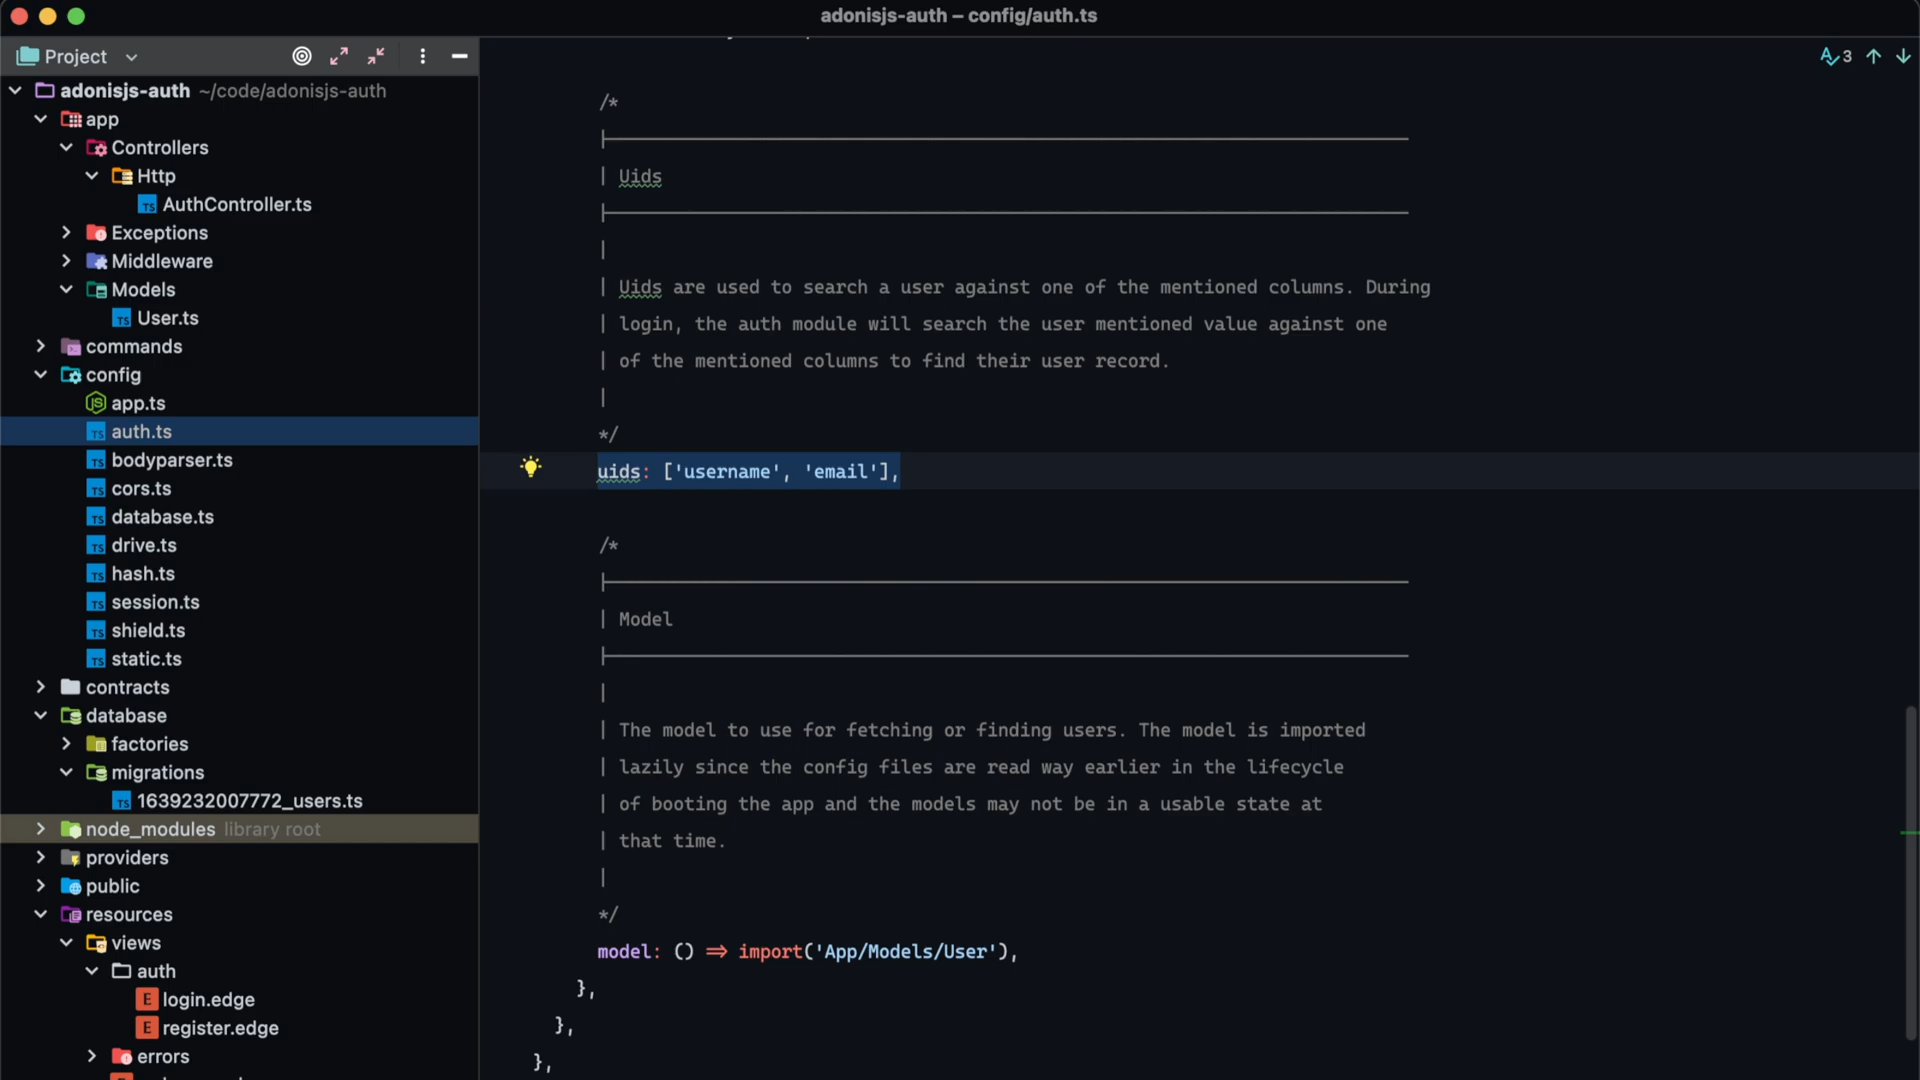 adonisjs-auth – config/auth.ts
Project
adonisjs-auth ~/code/adonisjs-auth
app
Controllers
Http
AuthController.ts
Exceptions
Middleware
Models
User.ts
commands
config
app.ts
auth.ts
bodyparser.ts
cors.ts
database.ts
drive.ts
hash.ts
session.ts
shield.ts
static.ts
contracts
database
factories
migrations
1639232007772_users.ts
node_modules library root
providers
public
resources
views
auth
login.edge
register.edge
errors
3
/*
|
| Uids
|
|
| Uids are used to search a user against one of the mentioned columns. During
| login, the auth module will search the user mentioned value against one
| of the mentioned columns to find their user record.
|
*/
uids: ['username', 'email'],
/*
|
| Model
|
|
| The model to use for fetching or finding users. The model is imported
| lazily since the config files are read way earlier in the lifecycle
| of booting the app and the models may not be in a usable state at
| that time.
|
*/
model: () => import('App/Models/User'),
},
},
},